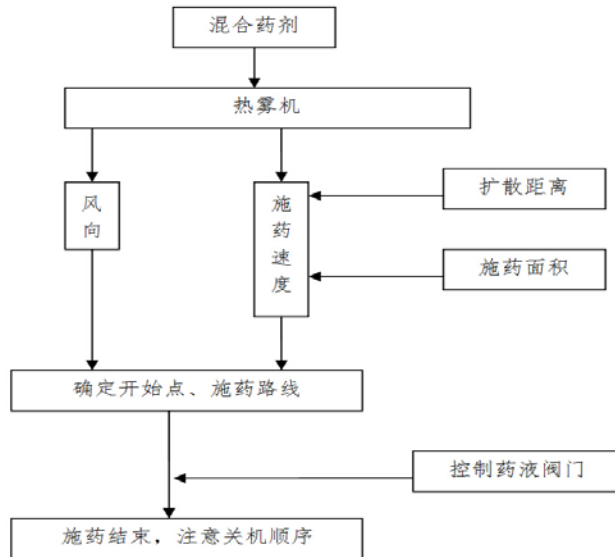 混合药剂
热雾机
风向
施药速度
扩散距离
施药面积
确定开始点、施药路线
控制药液阀门
施药结束，注意关机顺序